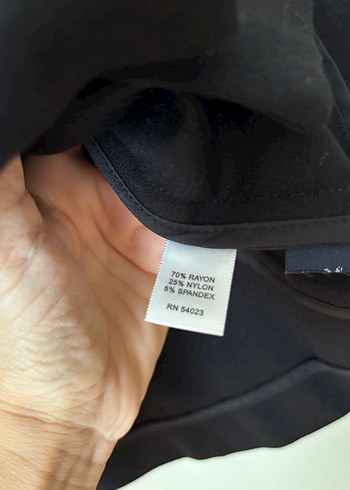 70% RAYON
25% NYLON
5% SPANDEX
RN 54023